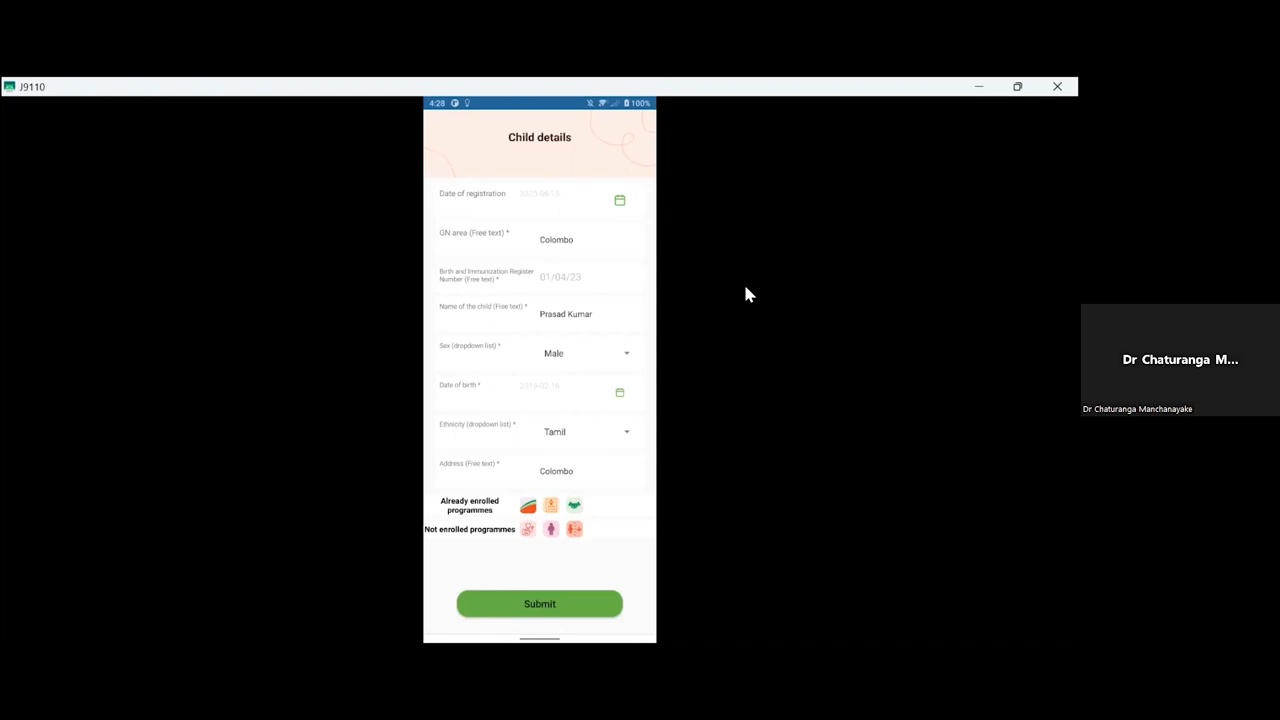 J9110
4:28
100%
Child details
Date of registration
GN area (Free text) *
Colombo
Birth and Immunization Register
Number (Free text) *
01/04/23
Name of the child (Free text) *
Prasad Kumar
Sex (dropdown list) *
Male
Date of birth *
2019-02-16
Ethnicity (dropdown list) *
Tamil
Address (Free text) *
Colombo
Already enrolled
programmes
Not enrolled programmes
Submit
Dr Chaturanga M...
Dr Chaturanga Manchanayake